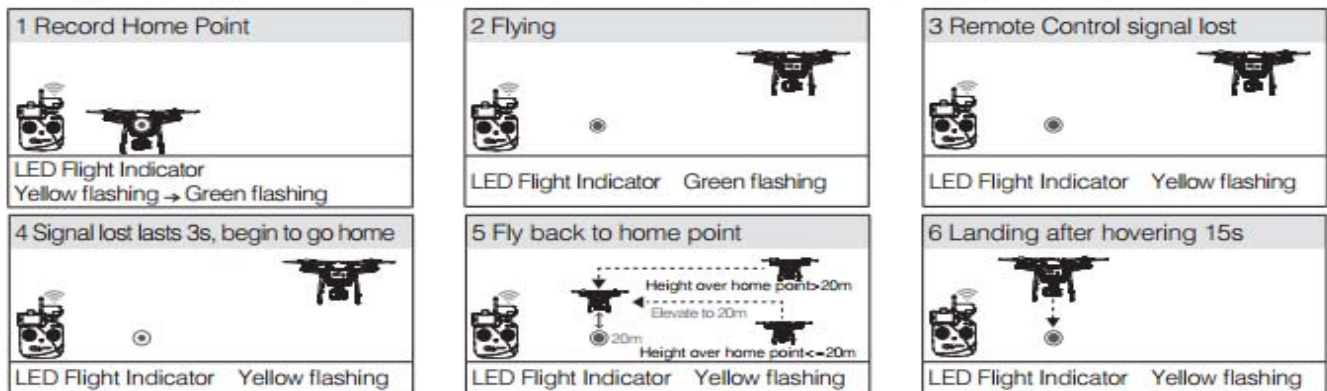 1 Record Home Point
LED Flight Indicator
Yellow flashing → Green flashing
2 Flying
LED Flight Indicator Green flashing
3 Remote Control signal lost
LED Flight Indicator Yellow flashing
4 Signal lost lasts 3s, begin to go home
LED Flight Indicator Yellow flashing
5 Fly back to home point
Height over home point>20m
Elevate to 20m
20m
Height over home point<=20m
LED Flight Indicator Yellow flashing
6 Landing after hovering 15s
LED Flight Indicator Yellow flashing